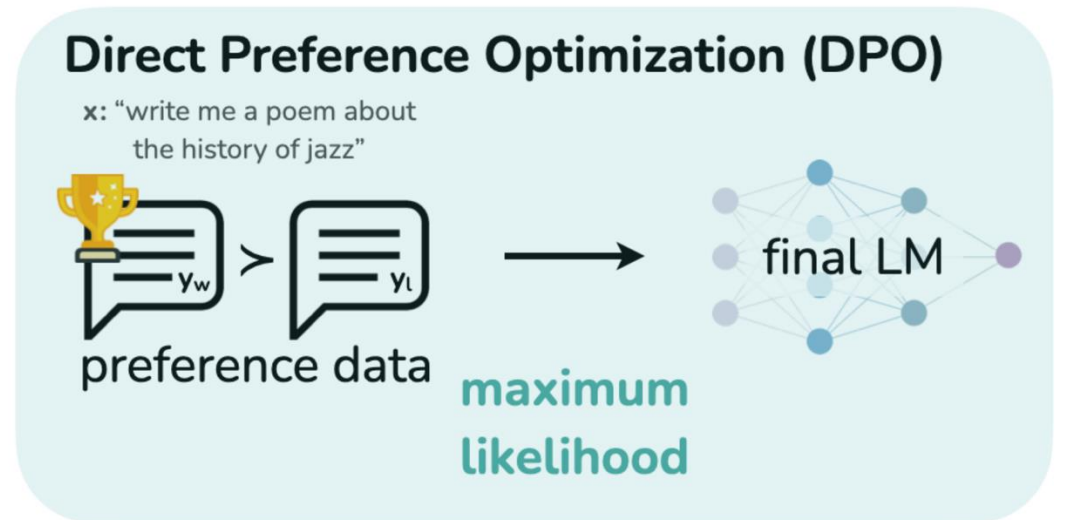 Direct Preference Optimization (DPO)
x: “write me a poem about
the history of jazz”
yw ≻ yl
final LM
preference data
maximum
likelihood